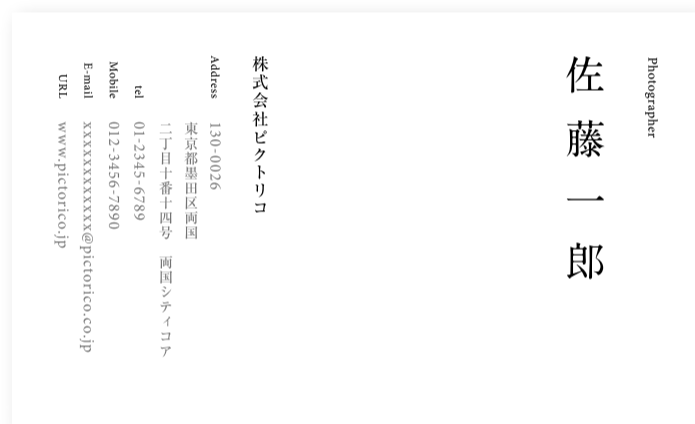 Photographer
佐藤一郎
株式会社ピクトリコ
Address 130-0026
東京都墨田区両国
二丁目十番十四号　両国シティコア
tel 01-2345-6789
Mobile 012-3456-7890
E-mail xxxxxxxxxxxxx@pictorico.co.jp
URL www.pictorico.jp